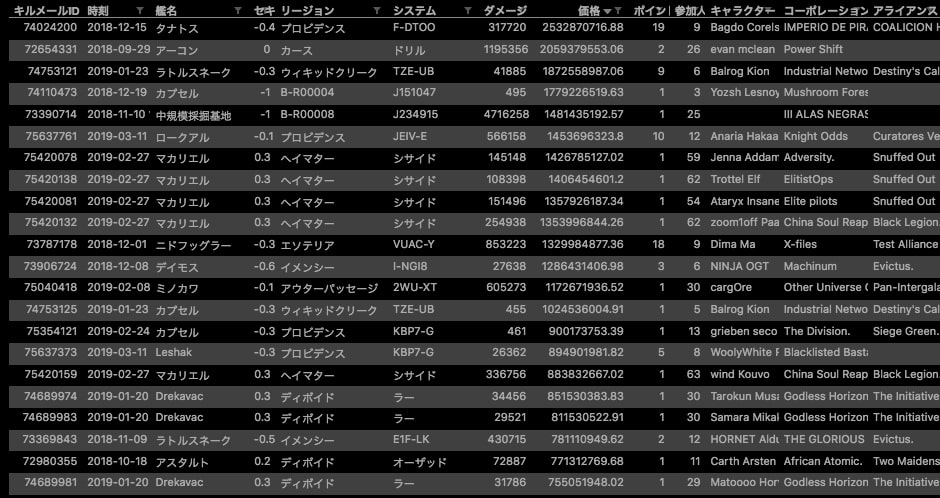 キルメールID 時刻 艦名 セキ リージョン システム ダメージ 価格 ポイン 参加人 キャラクター コーポレーション アライアンス
74024200 2018-12-15 タナトス -0.4 プロビデンス F-DTOO 317720 2532870716.88 19 9 Bagdo Corels IMPERIO DE PIR COALICION
72654331 2018-09-29 アーコン 0 カース ドリル 1195356 2059379553.06 2 26 evan mclean Power Shift
74753121 2019-01-23 ラトルスネーク -0.3 ウィキッドクリーク TZE-UB 41885 1872558987.06 9 6 Balrog Kion Industrial Netwo Destiny's Cal
74110473 2018-12-19 カプセル -1 B-R00004 J151047 495 1779226519.63 1 3 Yozsh Lesnoy Mushroom Fores
73390714 2018-11-10 中規模採掘基地 -1 B-R00008 J234915 4716258 1481435192.57 1 25 III ALAS NEGRAS
75637761 2019-03-11 ロークアル -0.1 プロビデンス JEIV-E 566158 1453696323.8 10 12 Anaria Hakaa Knight Odds Curatores Ve
75420078 2019-02-27 マカリエル 0.3 ヘイマター シサイド 145148 1426785127.02 1 59 Jenna Addam Adversity. Snuffed Out
75420138 2019-02-27 マカリエル 0.3 ヘイマター シサイド 108398 1406454601.2 1 62 Trottel Elf ElitistOps Snuffed Out
75420081 2019-02-27 マカリエル 0.3 ヘイマター シサイド 151496 1357926187.34 1 54 Ataryx Insane Elite pilots Snuffed Out
75420132 2019-02-27 マカリエル 0.3 ヘイマター シサイド 254938 1353996844.26 1 62 zoom1off Paa China Soul Reap Black Legion.
73787178 2018-12-01 ニドフッグラー -0.3 エソテリア VUAC-Y 853223 1329984877.36 18 9 Dima Ma X-files Test Alliance
73906724 2018-12-08 デイモス -0.6 イメンシー I-NGI8 27638 1286431406.98 3 6 NINJA OGT Machinum Evictus.
75040418 2019-02-08 ミノカワ -0.1 アウターパッセージ 2WU-XT 605273 1172671936.52 1 30 cargOre Other Universe Pan-Intergala
74753125 2019-01-23 カプセル -0.3 ウィキッドクリーク TZE-UB 455 1024536004.91 1 5 Balrog Kion Industrial Netwo Destiny's Cal
75354121 2019-02-24 カプセル -0.3 プロビデンス KBP7-G 461 900173753.39 1 13 grieben seco The Division. Siege Green.
75637373 2019-03-11 Leshak -0.3 プロビデンス KBP7-G 26362 894901981.82 5 8 WoolyWhite Blacklisted Bast
75420159 2019-02-27 マカリエル 0.3 ヘイマター シサイド 336756 883832667.02 1 63 wind Kouvo China Soul Reap Black Legion
74689974 2019-01-20 Drekavac 0.3 ディボイド ラー 34456 851530383.83 1 30 Tarokun Mus Godless Horizon The Initiative
74689983 2019-01-20 Drekavac 0.3 ディボイド ラー 29521 811530522.91 1 30 Samara Mikal Godless Horizon The Initiative
73369843 2018-11-09 ラトルスネーク -0.5 イメンシー E1F-LK 430715 781110949.62 2 12 HORNET Ald THE GLORIOUS Evictus.
72980355 2018-10-18 アスタルト 0.2 ディボイド オーザッド 72887 771312769.68 1 11 Carth Arsten African Atomic. Two Maidens
74689981 2019-01-20 Drekavac 0.3 ディボイド ラー 31786 755051948.02 1 29 Matoooo Hor Godless Horizon The Initiative